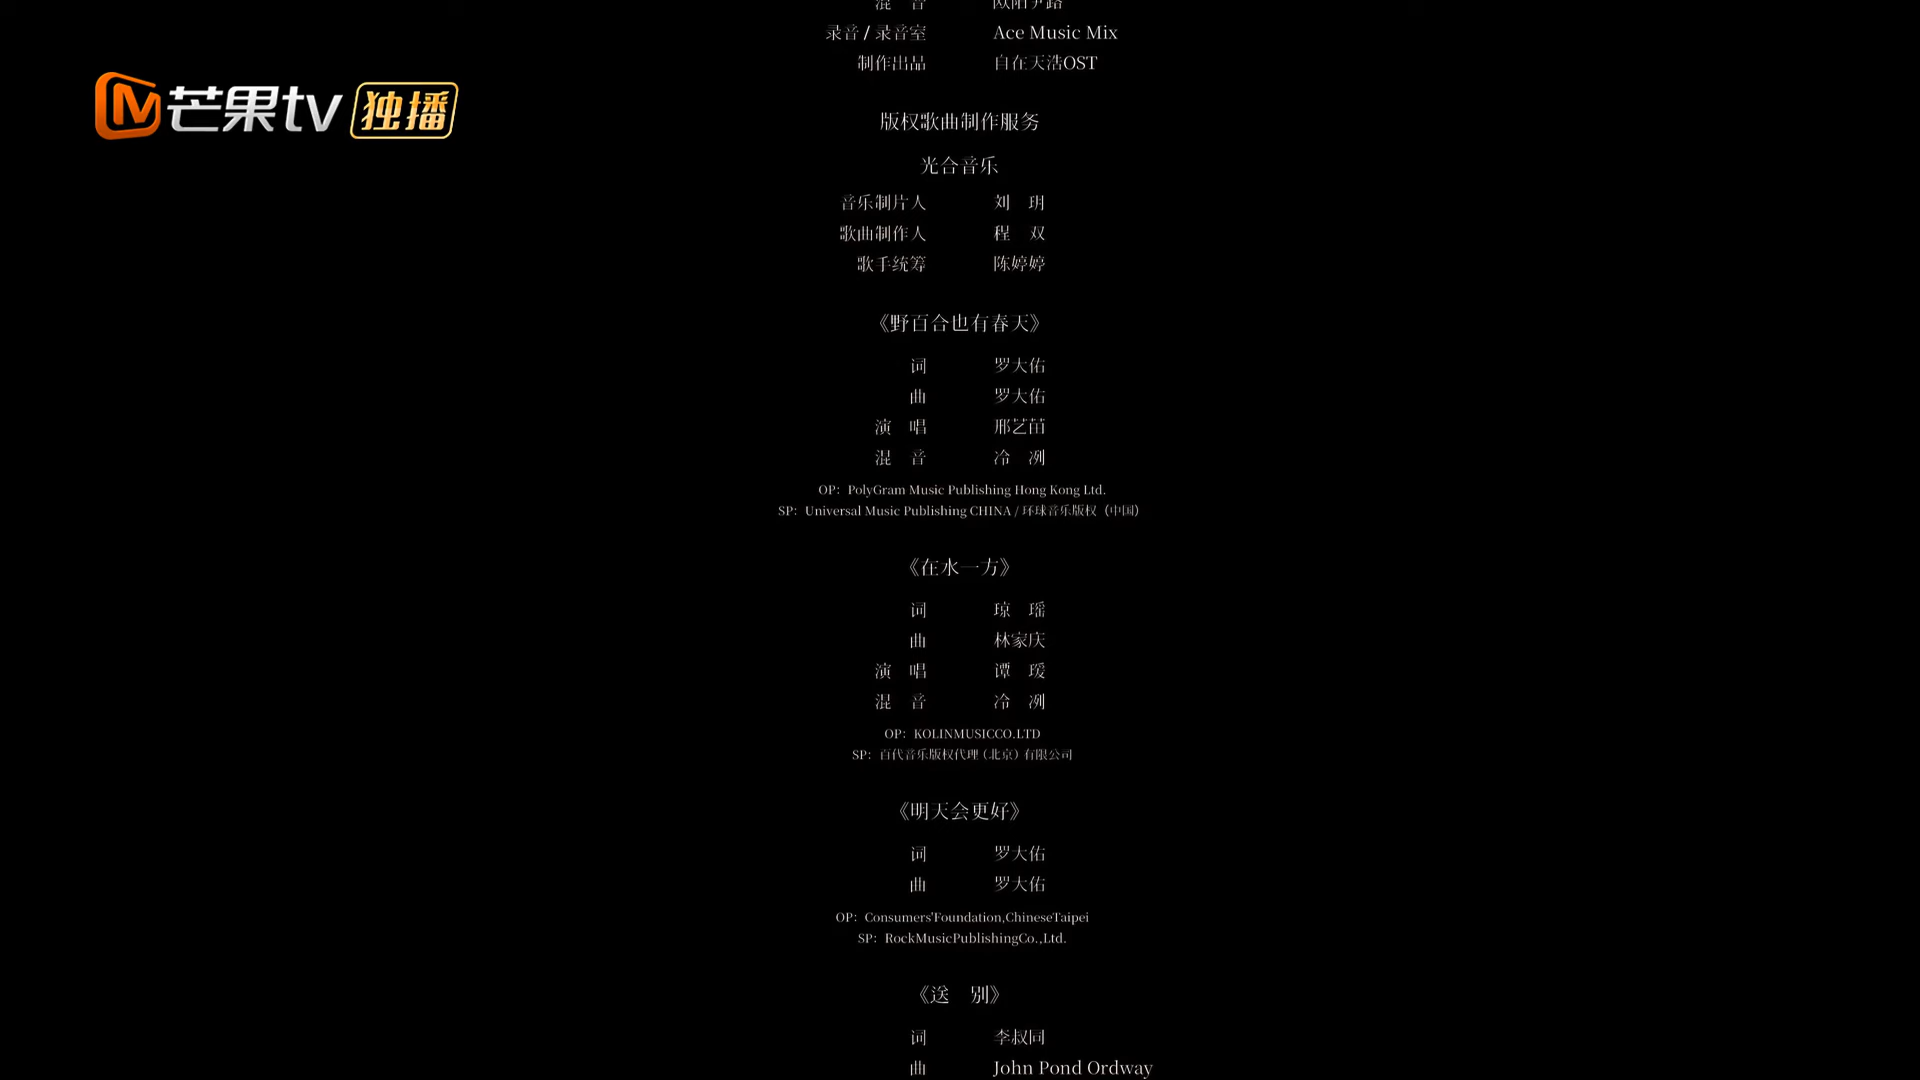 混 音 欧阳尹路
录音 / 录音室 Ace Music Mix
制作出品 自在天浩OST
芒果tv 独播
版权歌曲制作服务
光合音乐
音乐制片人 刘 玥
歌曲制作人 程 双
歌手统筹 陈婷婷
《野百合也有春天》
词 罗大佑
曲 罗大佑
演 唱 邢艺苗
混 音 冷 冽
OP：PolyGram Music Publishing Hong Kong Ltd.
SP：Universal Music Publishing CHINA / 环球音乐版权（中国）
《在水一方》
词 琼 瑶
曲 林家庆
演 唱 谭 瑗
混 音 冷 冽
OP：KOLINMUSICCO.LTD
SP：百代音乐版权代理（北京）有限公司
《明天会更好》
词 罗大佑
曲 罗大佑
OP：Consumers'Foundation,ChineseTaipei
SP：RockMusicPublishingCo.,Ltd.
《送 别》
词 李叔同
曲 John Pond Ordway